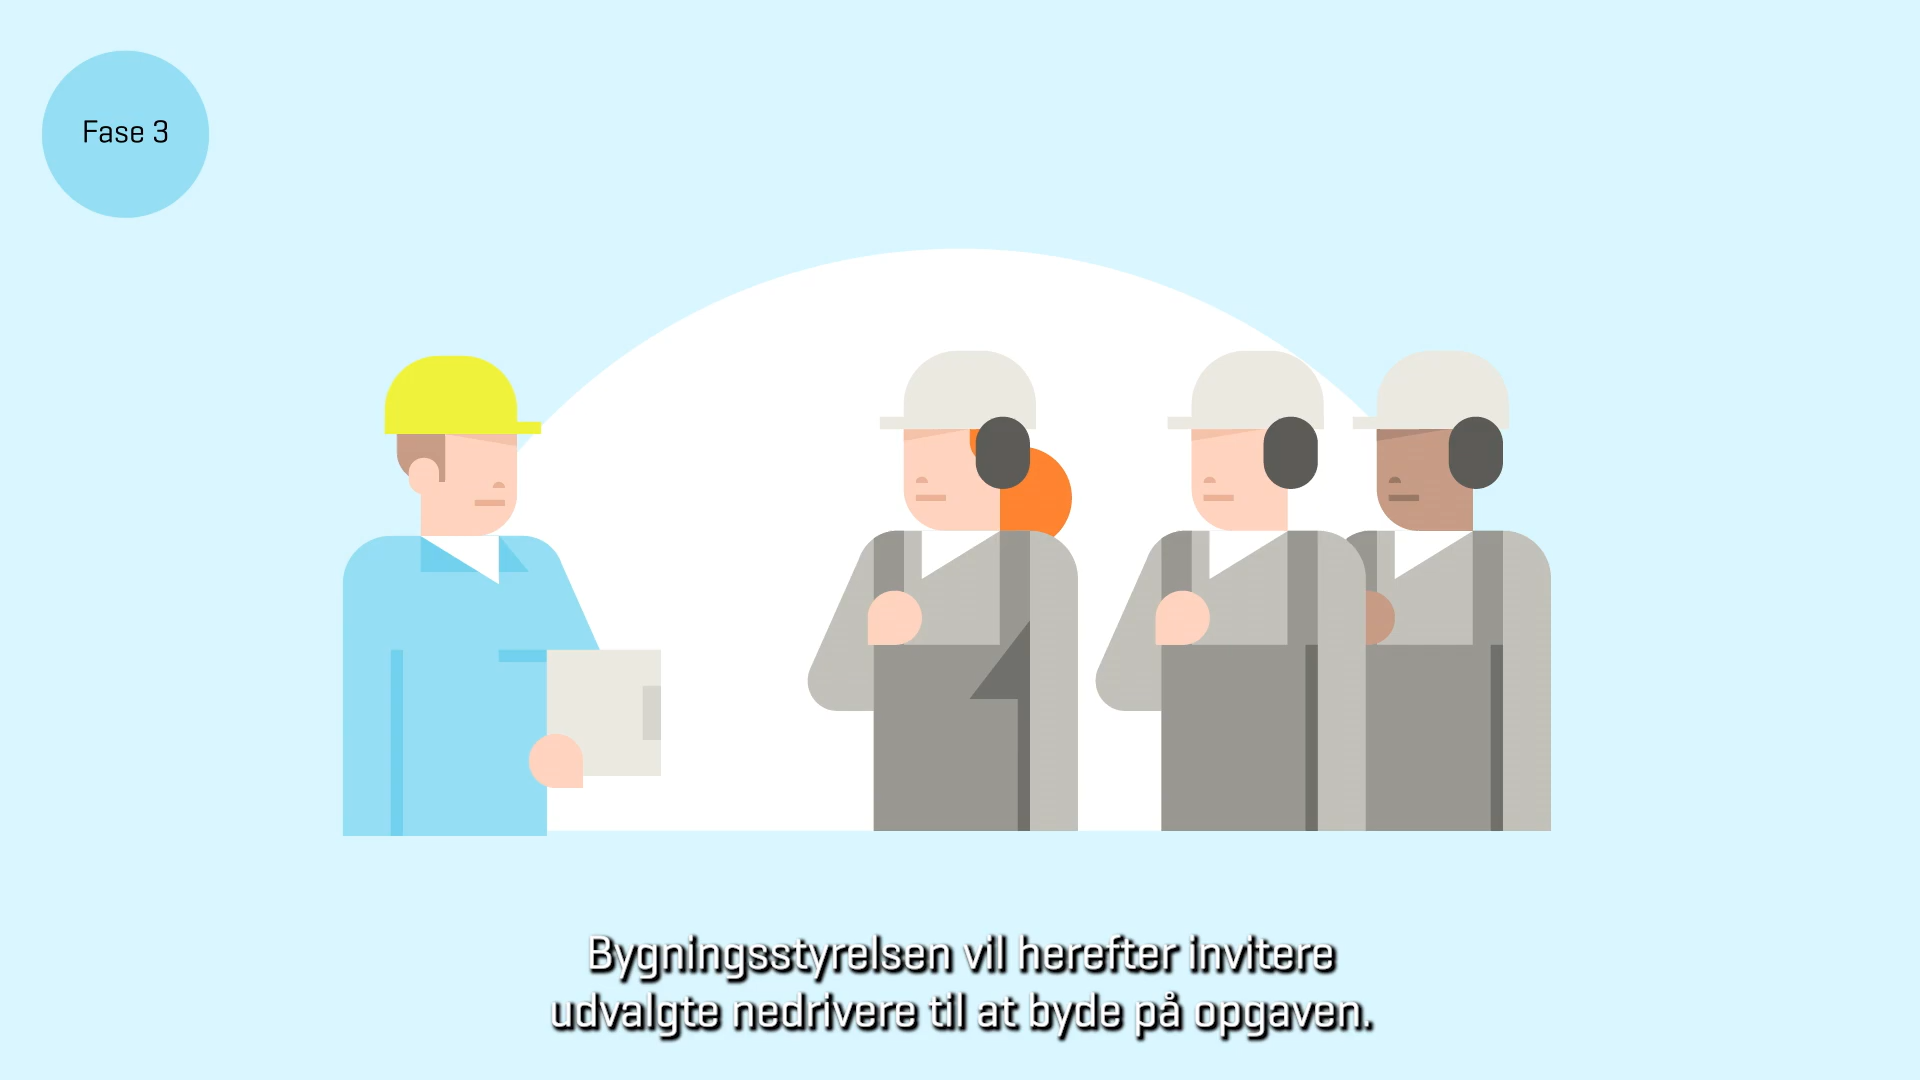 Fase 3
Bygningsstyrelsen vil herefter invitere
udvalgte nedrivere til at byde på opgaven.